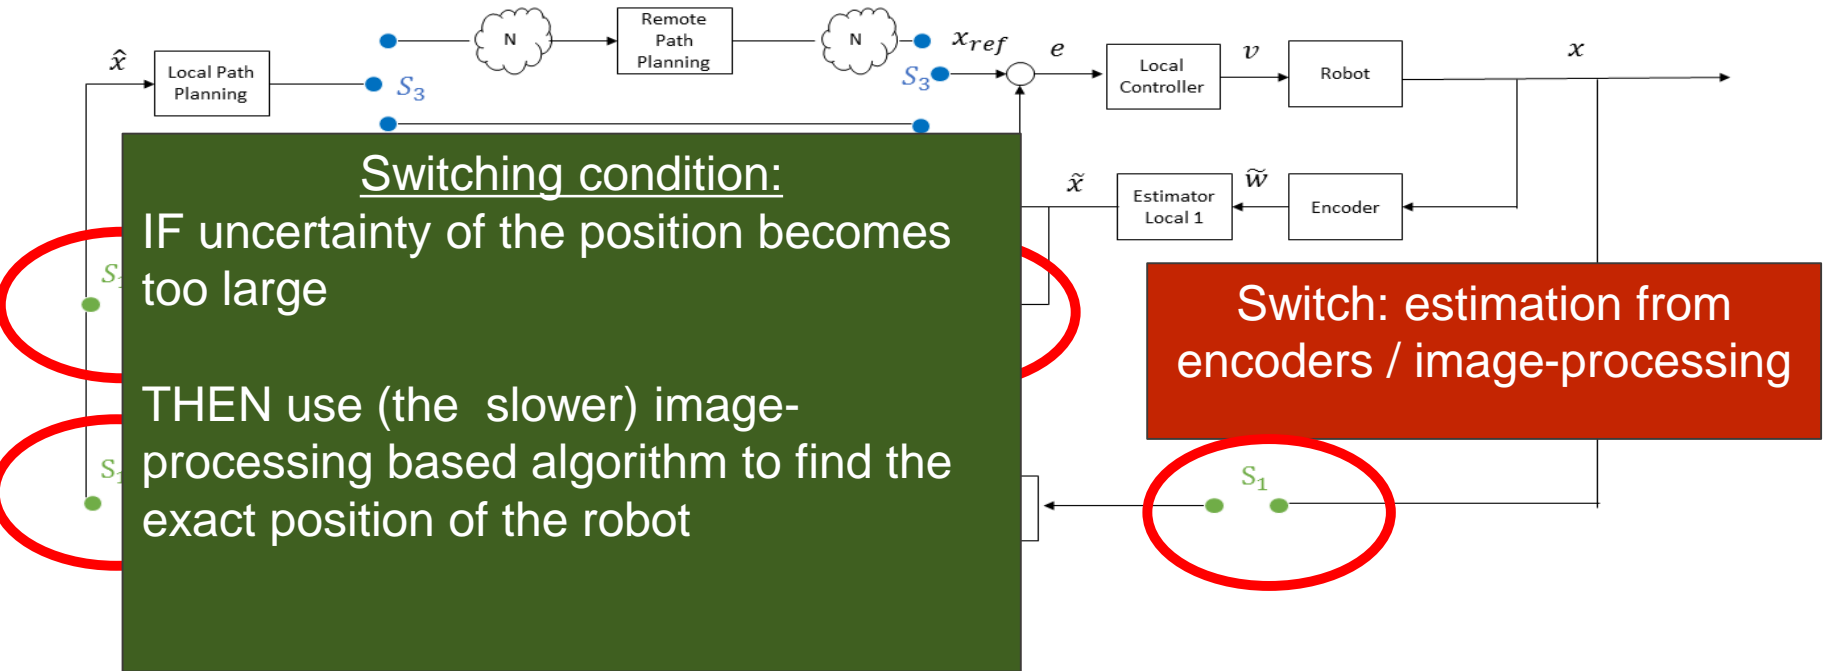 x̂
Local Path
Planning
S₃
N
Remote
Path
Planning
N
x_ref
S₃
e
Local
Controller
v
Robot
x
Switching condition:
IF uncertainty of the position becomes
too large
THEN use (the slower) image-
processing based algorithm to find the
exact position of the robot
x̃
Estimator
Local 1
w̃
Encoder
Switch: estimation from
encoders / image-processing
S₁